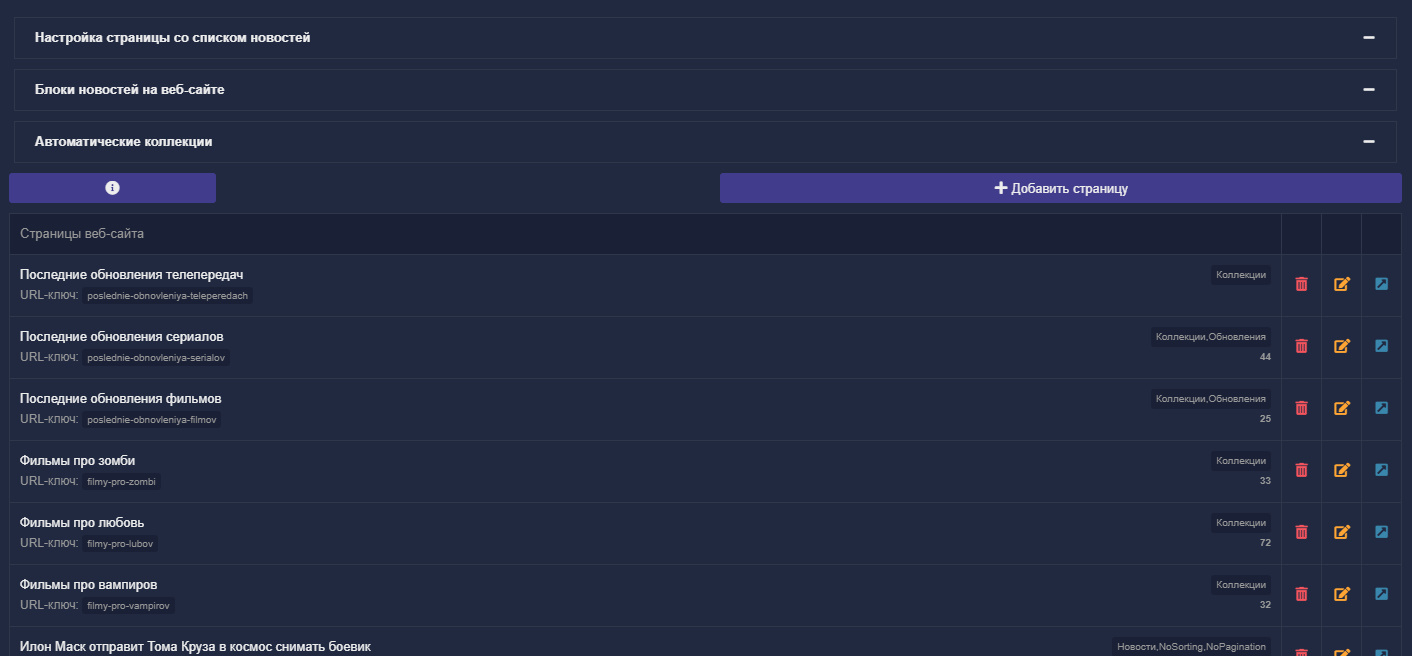 Настройка страницы со списком новостей
Блоки новостей на веб-сайте
Автоматические коллекции
Добавить страницу
Страницы веб-сайта
Последние обновления телепередач
Коллекции
URL-ключ: poslednie-obnovleniya-teleperedach
Последние обновления сериалов
Коллекции,Обновления
URL-ключ: poslednie-obnovleniya-serialov
44
Последние обновления фильмов
Коллекции,Обновления
URL-ключ: poslednie-obnovleniya-filmov
25
Фильмы про зомби
Коллекции
URL-ключ: filmy-pro-zombi
33
Фильмы про любовь
Коллекции
URL-ключ: filmy-pro-lubov
72
Фильмы про вампиров
Коллекции
URL-ключ: filmy-pro-vampirov
32
Илон Маск отправит Тома Круза в космос снимать боевик
Новости,NoSorting,NoPagination